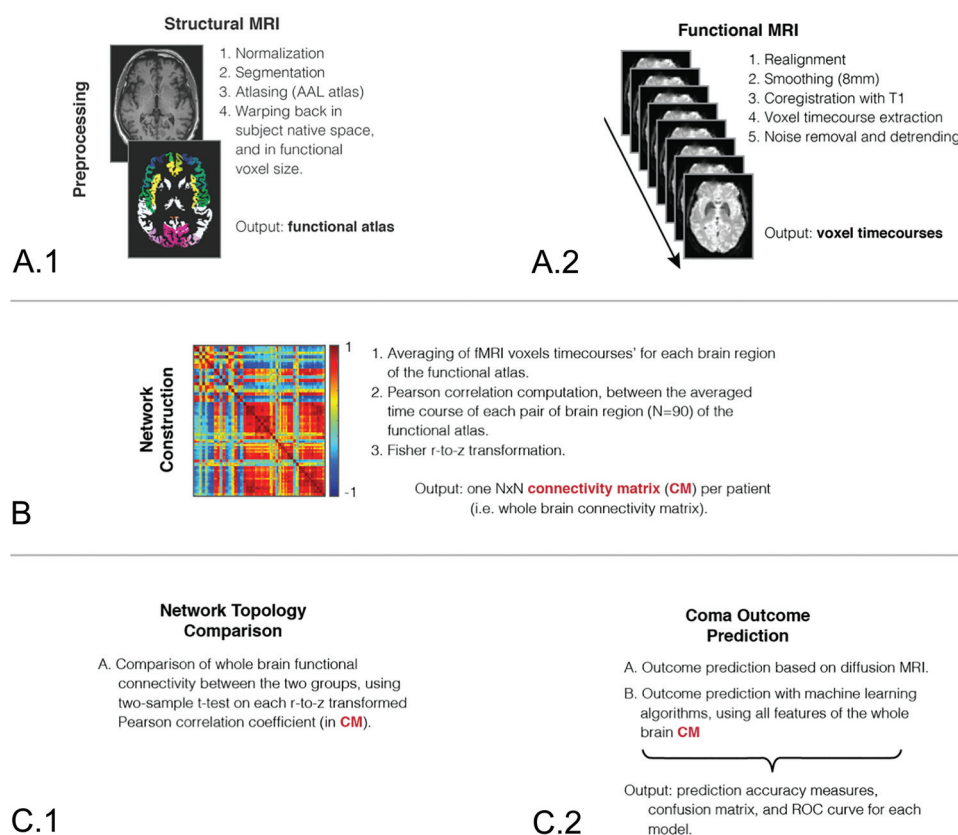 Structural MRI
Preprocessing
1. Normalization
2. Segmentation
3. Atlasing (AAL atlas)
4. Warping back in
subject native space,
and in functional
voxel size.
Output: functional atlas
A.1
Functional MRI
1. Realignment
2. Smoothing (8mm)
3. Coregistration with T1
4. Voxel timecourse extraction
5. Noise removal and detrending
Output: voxel timecourses
A.2
Network
Construction
1
-1
1. Averaging of fMRI voxels timecourses' for each brain region
of the functional atlas.
2. Pearson correlation computation, between the averaged
time course of each pair of brain region (N=90) of the
functional atlas.
3. Fisher r-to-z transformation.
Output: one NxN connectivity matrix (CM) per patient
(i.e. whole brain connectivity matrix).
B
Network Topology
Comparison
A. Comparison of whole brain functional
connectivity between the two groups, using
two-sample t-test on each r-to-z transformed
Pearson correlation coefficient (in CM).
C.1
Coma Outcome
Prediction
A. Outcome prediction based on diffusion MRI.
B. Outcome prediction with machine learning
algorithms, using all features of the whole
brain CM
Output: prediction accuracy measures,
confusion matrix, and ROC curve for each
model.
C.2